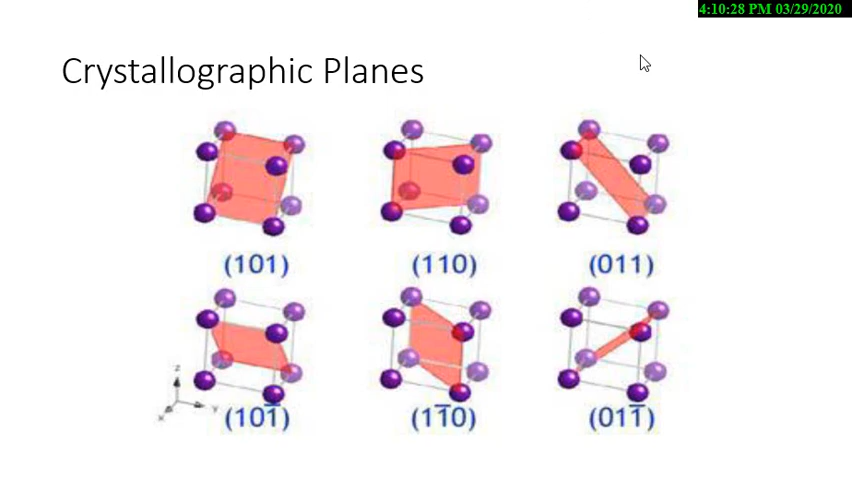 4:10:28 PM 03/29/2020
Crystallographic Planes
(101) (110) (011)
z
x y
(101̅) (11̅0) (011̅)